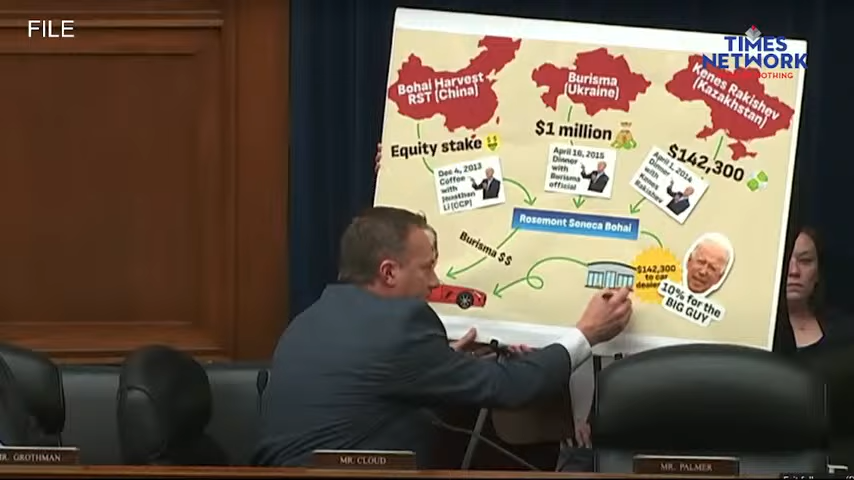 FILE
TIMES
NETWORK
NOTHING
Bohai Harvest
RST (China)
Burisma
(Ukraine)
Kenes Rakishev
(Kazakhstan)
Equity stake
$1 million
$142,300
Dec 4, 2013
Coffee
with
Jonathan
Li (CCP)
April 16, 2015
Dinner
with
Burisma
official
April 1, 2014
Dinner
with
Kenes
Rakishev
Rosemont Seneca Bohai
Burisma $$
$142,300
to car
dealer
10% for the
BIG GUY
MR. GROTHMAN
MR. CLOUD
MR. PALMER